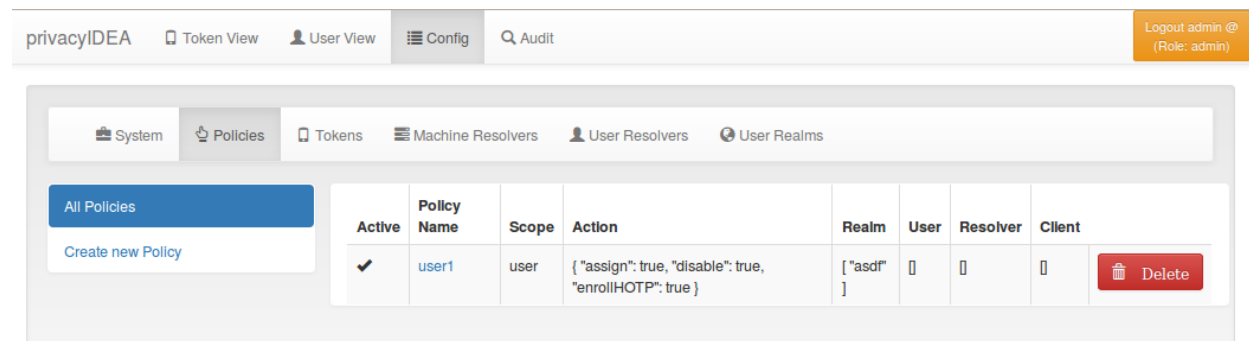 privacyIDEA Token View User View Config Audit Logout admin @
(Role: admin)
System Policies Tokens Machine Resolvers User Resolvers User Realms
All Policies
Create new Policy
Active Policy Name Scope Action Realm User Resolver Client
user1 user { "assign": true, "disable": true, [ "asdf" [] [] [] Delete
"enrollHOTP": true } ]